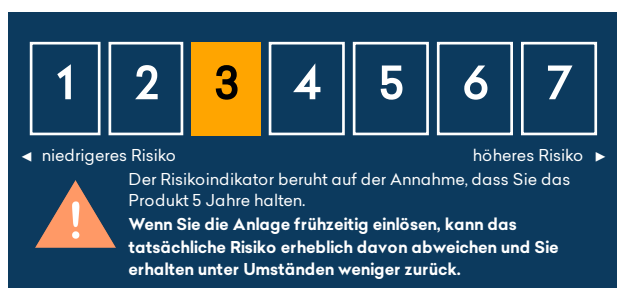 1 2 3 4 5 6 7
◄ niedrigeres Risiko höheres Risiko ►
Der Risikoindikator beruht auf der Annahme, dass Sie das
Produkt 5 Jahre halten.
Wenn Sie die Anlage frühzeitig einlösen, kann das
tatsächliche Risiko erheblich davon abweichen und Sie
erhalten unter Umständen weniger zurück.
!